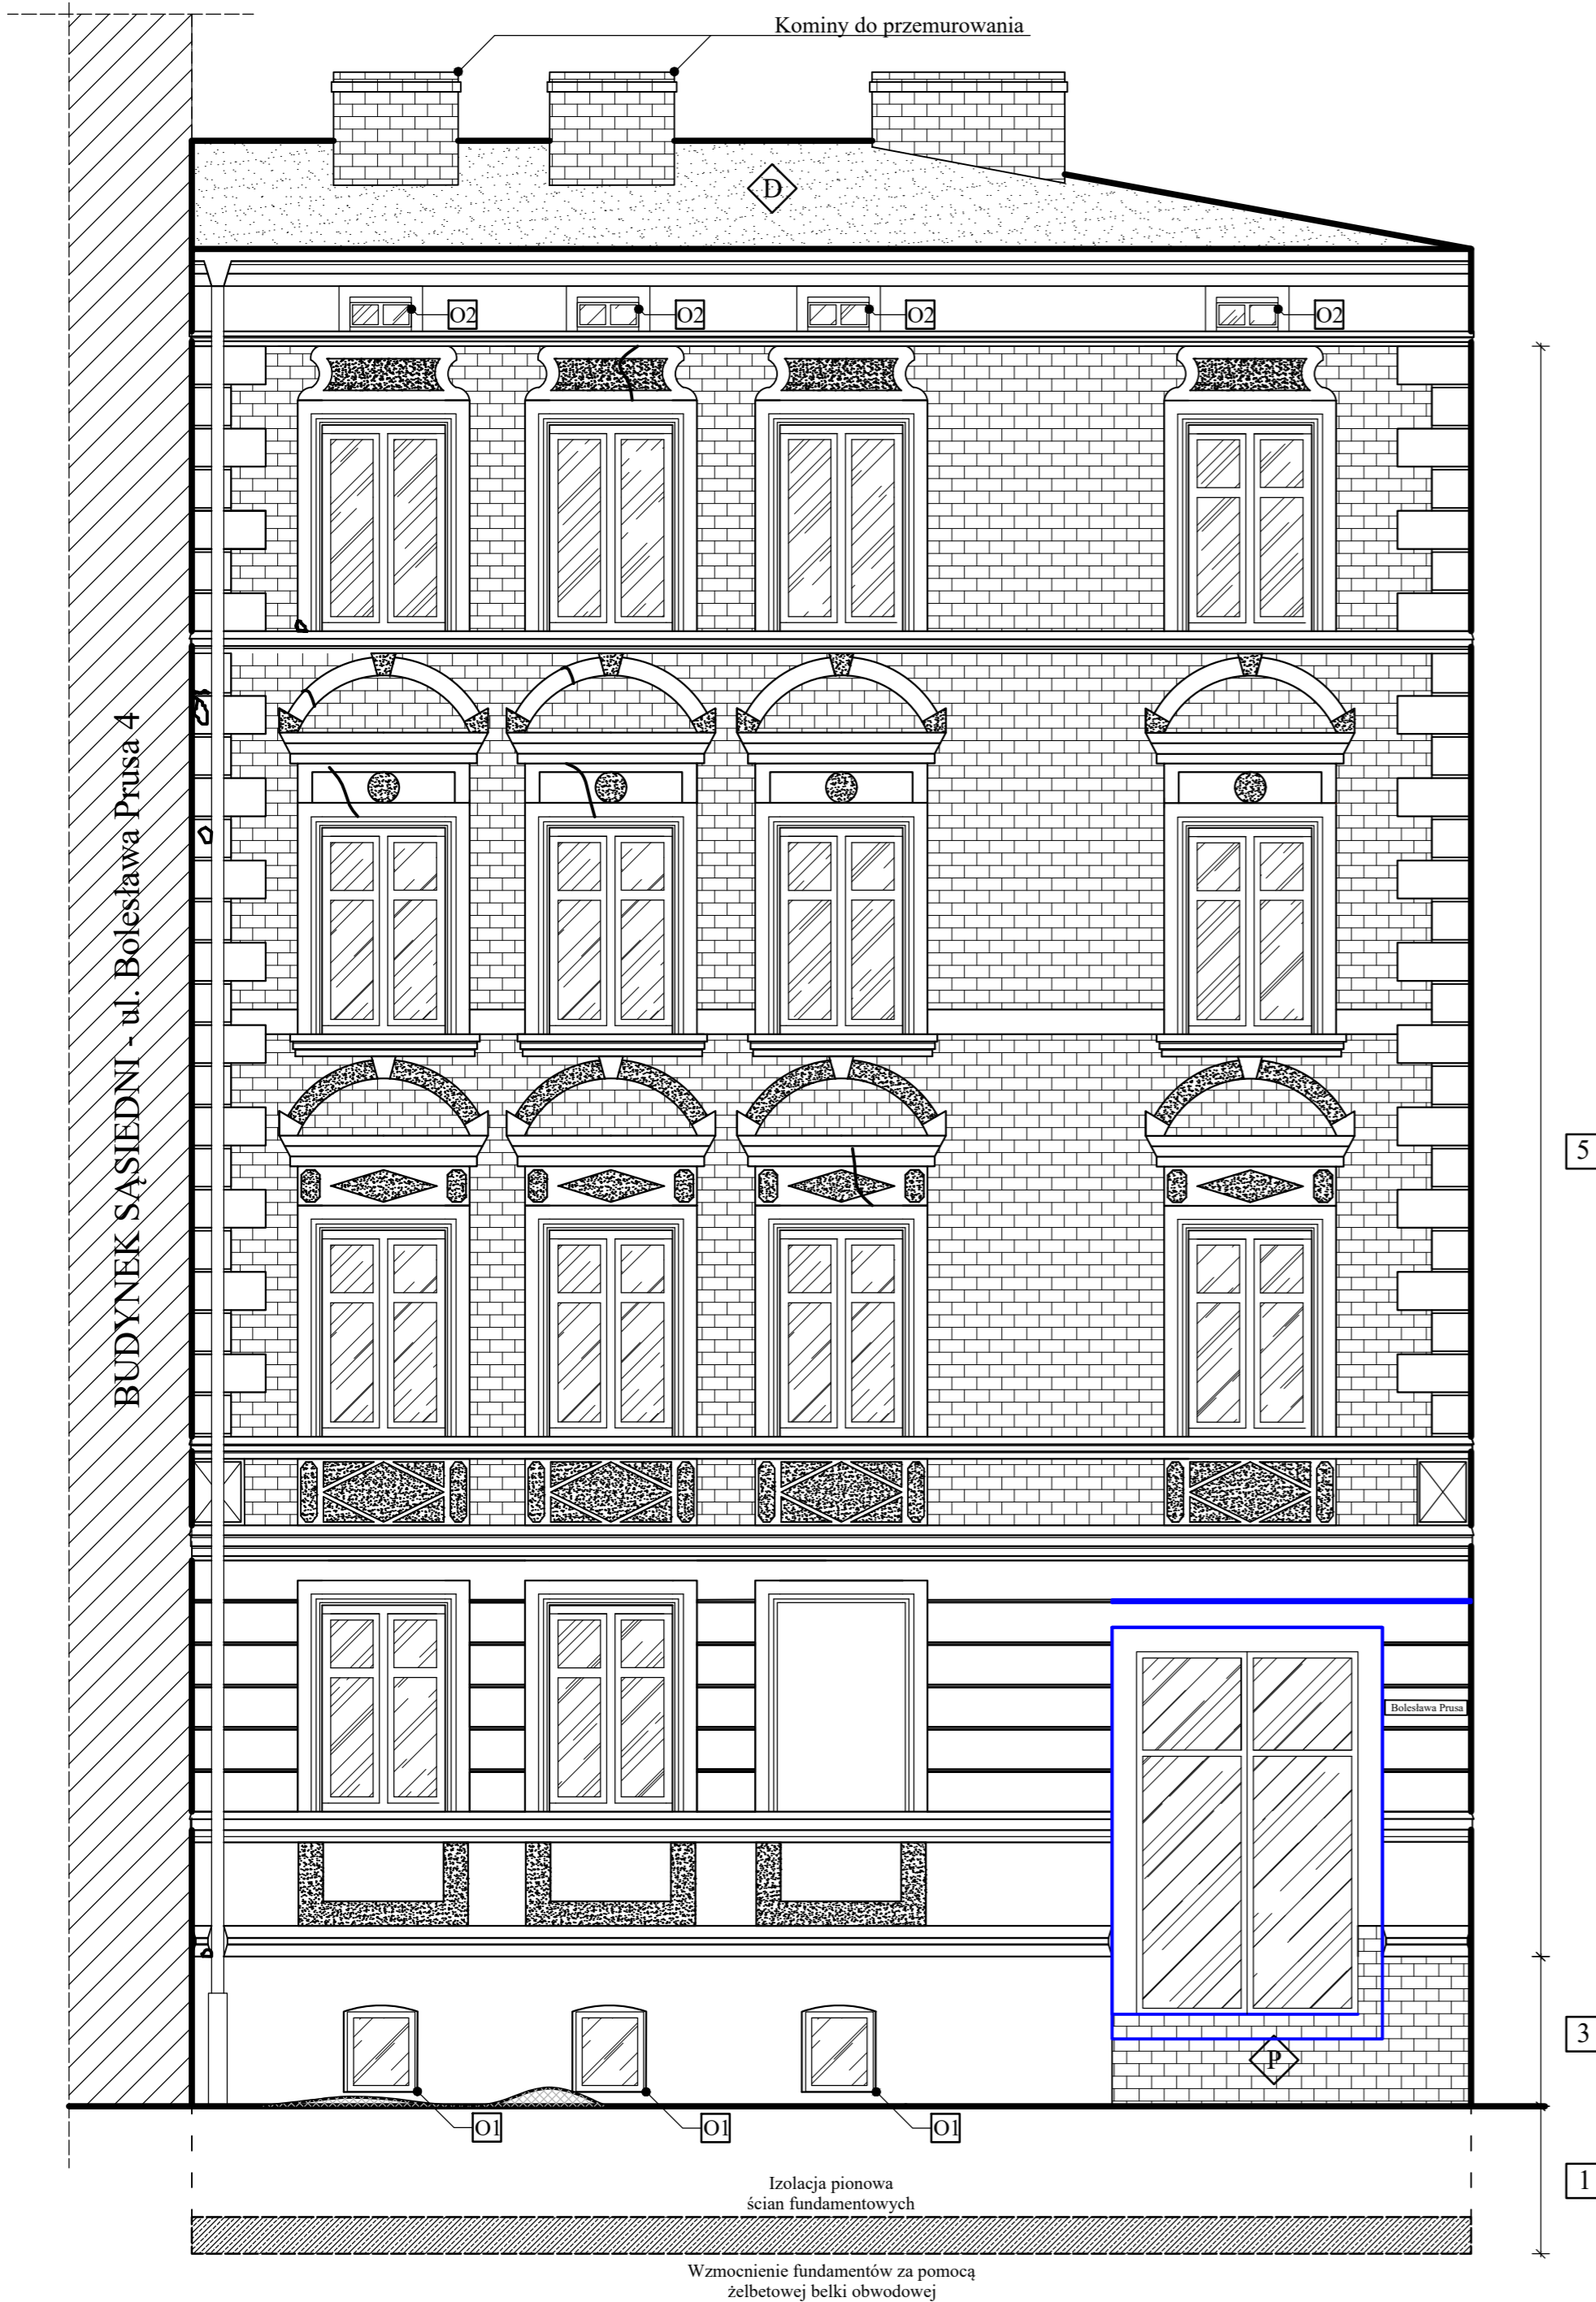 Kominy do przemurowania
D
O2
O2
O2
O2
BUDYNEK SĄSIEDNI - ul. Bolesława Prusa 4
5
Bolesława Prusa
3
P
O1
O1
O1
1
Izolacja pionowa
ścian fundamentowych
Wzmocnienie fundamentów za pomocą
żelbetowej belki obwodowej